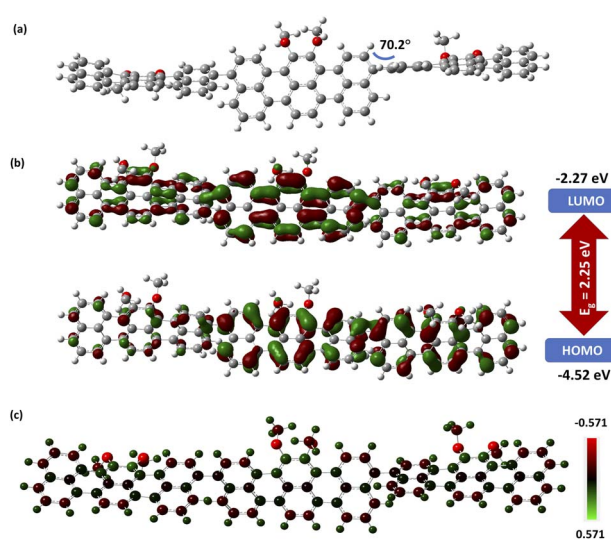 (a)
70.2°
(b)
-2.27 eV
LUMO
Eg = 2.25 eV
HOMO
-4.52 eV
(c)
-0.571
0.571